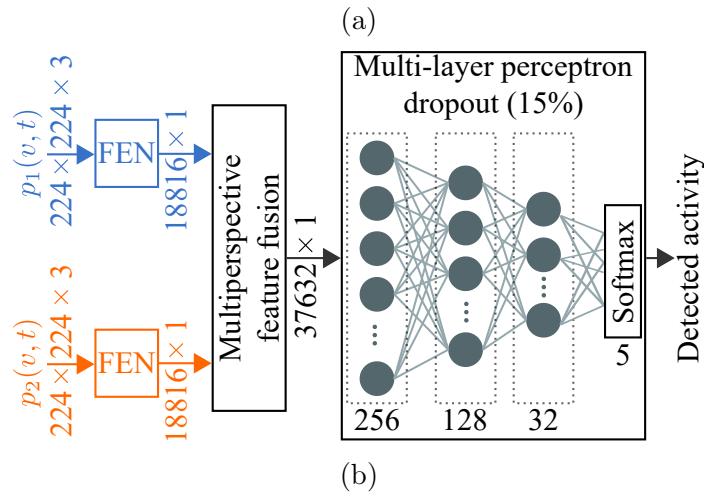 (a)
p₁(v, t)
224 × 224 × 3
FEN
18816 × 1
p₂(v, t)
224 × 224 × 3
FEN
18816 × 1
Multiperspective
feature fusion
37632 × 1
Multi-layer perceptron
dropout (15%)
256
128
32
Softmax
5
Detected activity
(b)